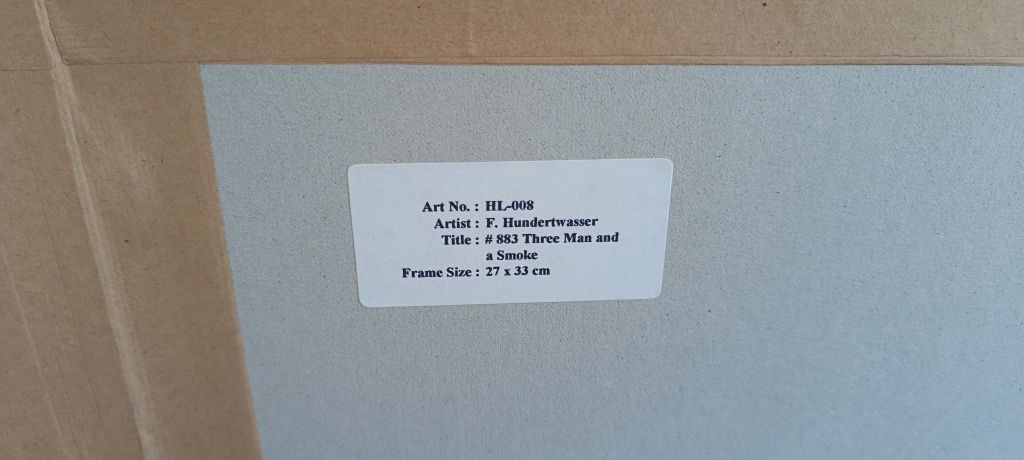 Art No. : HL-008
Artist : F. Hundertwasser
Title : # 883 Three Man and
a Smoke
Frame Size : 27 x 33 cm